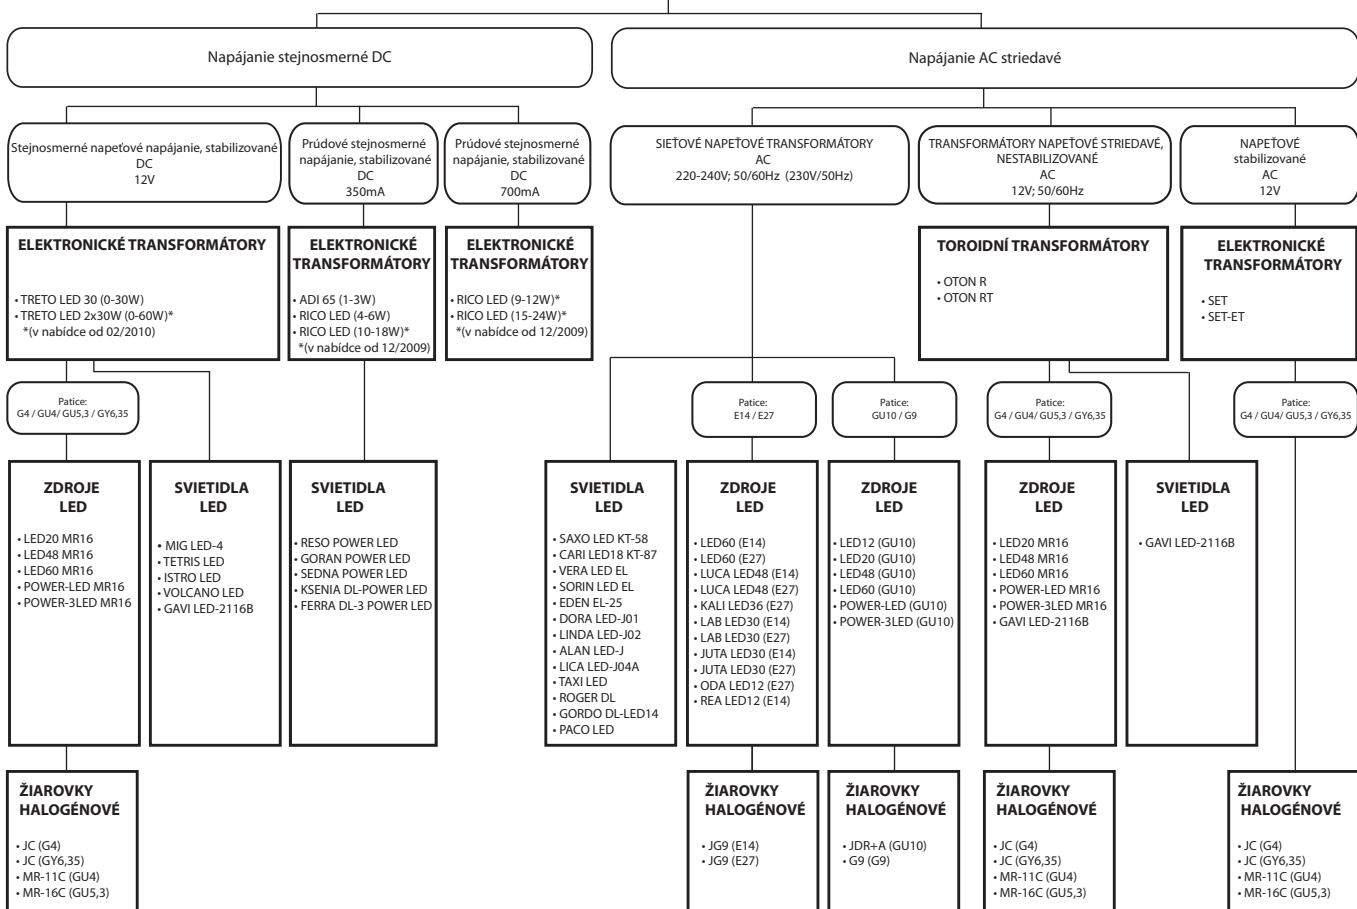 Napájanie stejnosmerné DC
Napájanie AC striedavé
Stejnosmerné napeťové napájanie, stabilizované
DC
12V
Prúdové stejnosmerné
napájanie, stabilizované
DC
350mA
Prúdové stejnosmerné
napájanie, stabilizované
DC
700mA
SIEŤOVÉ NAPEŤOVÉ TRANSFORMÁTORY
AC
220-240V; 50/60Hz (230V/50Hz)
TRANSFORMÁTORY NAPEŤOVÉ STRIEDAVÉ,
NESTABILIZOVANÉ
AC
12V; 50/60Hz
NAPEŤOVÉ
stabilizované
AC
12V
ELEKTRONICKÉ TRANSFORMÁTORY
• TRETO LED 30 (0-30W)
• TRETO LED 2x30W (0-60W)*
*(v nabídce od 02/2010)
ELEKTRONICKÉ
TRANSFORMÁTORY
• ADI 65 (1-3W)
• RICO LED (4-6W)
• RICO LED (10-18W)*
*(v nabídce od 12/2009)
ELEKTRONICKÉ
TRANSFORMÁTORY
• RICO LED (9-12W)*
• RICO LED (15-24W)*
*(v nabídce od 12/2009)
TOROIDNÍ TRANSFORMÁTORY
• OTON R
• OTON RT
ELEKTRONICKÉ
TRANSFORMÁTORY
• SET
• SET-ET
Patice:
G4 / GU4/ GU5,3 / GY6,35
Patice:
E14 / E27
Patice:
GU10 / G9
Patice:
G4 / GU4/ GU5,3 / GY6,35
Patice:
G4 / GU4/ GU5,3 / GY6,35
ZDROJE
LED
• LED20 MR16
• LED48 MR16
• LED60 MR16
• POWER-LED MR16
• POWER-3LED MR16
SVIETIDLA
LED
• MIG LED-4
• TETRIS LED
• ISTRO LED
• VOLCANO LED
• GAVI LED-2116B
SVIETIDLA
LED
• RESO POWER LED
• GORAN POWER LED
• SEDNA POWER LED
• KSENIA DL-POWER LED
• FERRA DL-3 POWER LED
SVIETIDLA
LED
• SAXO LED KT-58
• CARI LED18 KT-87
• VERA LED EL
• SORIN LED EL
• EDEN EL-25
• DORA LED-J01
• LINDA LED-J02
• ALAN LED-J
• LICA LED-J04A
• TAXI LED
• ROGER DL
• GORDO DL-LED14
• PACO LED
ZDROJE
LED
• LED60 (E14)
• LED60 (E27)
• LUCA LED48 (E14)
• LUCA LED48 (E27)
• KALI LED36 (E27)
• LAB LED30 (E14)
• LAB LED30 (E27)
• JUTA LED30 (E14)
• JUTA LED30 (E27)
• ODA LED12 (E27)
• REA LED12 (E14)
ZDROJE
LED
• LED12 (GU10)
• LED20 (GU10)
• LED48 (GU10)
• LED60 (GU10)
• POWER-LED (GU10)
• POWER-3LED (GU10)
ZDROJE
LED
• LED20 MR16
• LED48 MR16
• LED60 MR16
• POWER-LED MR16
• POWER-3LED MR16
• GAVI LED-2116B
SVIETIDLA
LED
• GAVI LED-2116B
ŽIAROVKY
HALOGÉNOVÉ
• JC (G4)
• JC (GY6,35)
• MR-11C (GU4)
• MR-16C (GU5,3)
ŽIAROVKY
HALOGÉNOVÉ
• JG9 (E14)
• JG9 (E27)
ŽIAROVKY
HALOGÉNOVÉ
• JDR+A (GU10)
• G9 (G9)
ŽIAROVKY
HALOGÉNOVÉ
• JC (G4)
• JC (GY6,35)
• MR-11C (GU4)
• MR-16C (GU5,3)
ŽIAROVKY
HALOGÉNOVÉ
• JC (G4)
• JC (GY6,35)
• MR-11C (GU4)
• MR-16C (GU5,3)